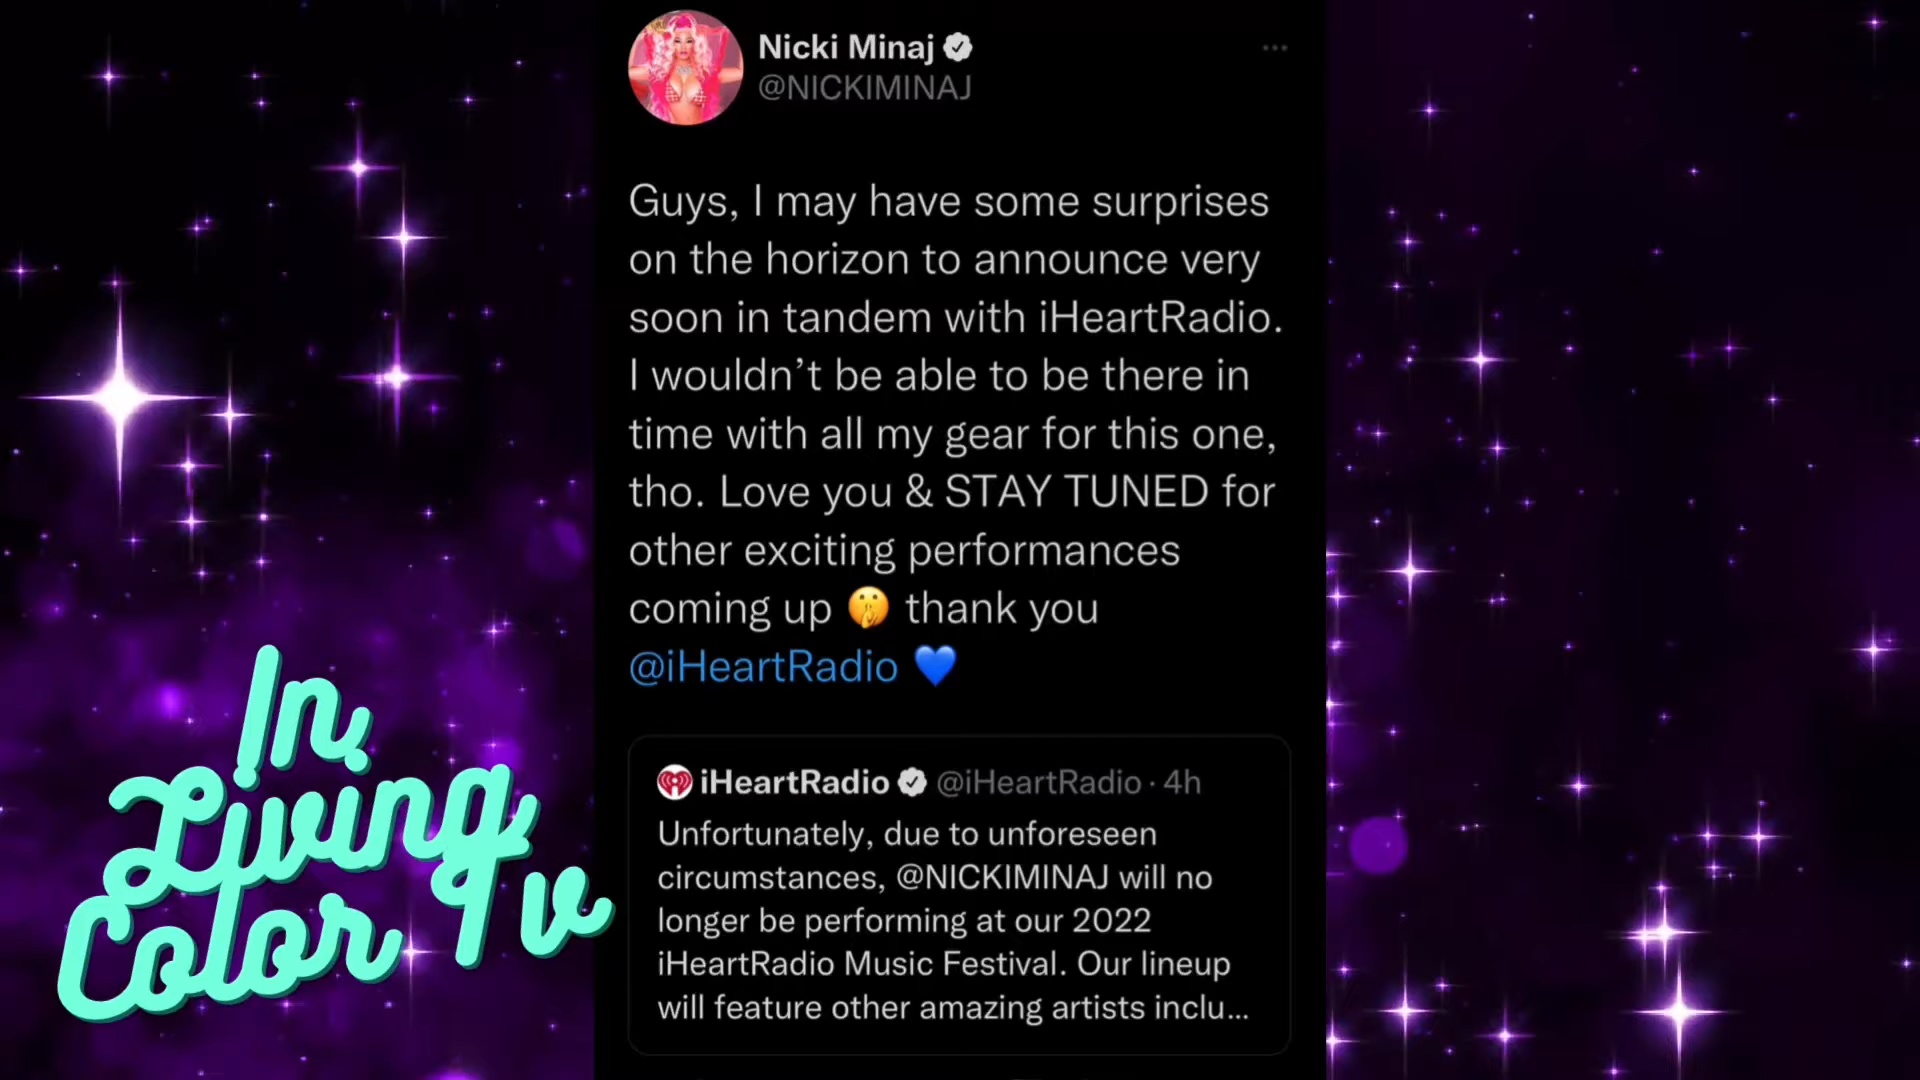 Nicki Minaj
@NICKIMINAJ
Guys, I may have some surprises
on the horizon to announce very
soon in tandem with iHeartRadio.
I wouldn’t be able to be there in
time with all my gear for this one,
tho. Love you & STAY TUNED for
other exciting performances
coming up 🤫 thank you
@iHeartRadio 💙
iHeartRadio @iHeartRadio · 4h
Unfortunately, due to unforeseen
circumstances, @NICKIMINAJ will no
longer be performing at our 2022
iHeartRadio Music Festival. Our lineup
will feature other amazing artists inclu...
In
Living
Color Tv